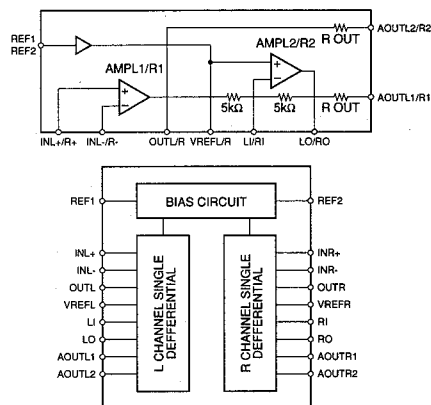 REF1
REF2
AOUTL2/R2
R OUT
AMPL2/R2
AMPL1/R1
+
−
+
−
5kΩ
5kΩ
R OUT
AOUTL1/R1
INL+/R+
INL-/R-
OUTL/R
VREFL/R
LI/RI
LO/RO
REF1
BIAS CIRCUIT
REF2
INL+
INL-
OUTL
VREFL
LI
LO
AOUTL1
AOUTL2
L CHANNEL SINGLE
DEFFERENTIAL
R CHANNEL SINGLE
DEFFERENTIAL
INR+
INR-
OUTR
VREFR
RI
RO
AOUTR1
AOUTR2